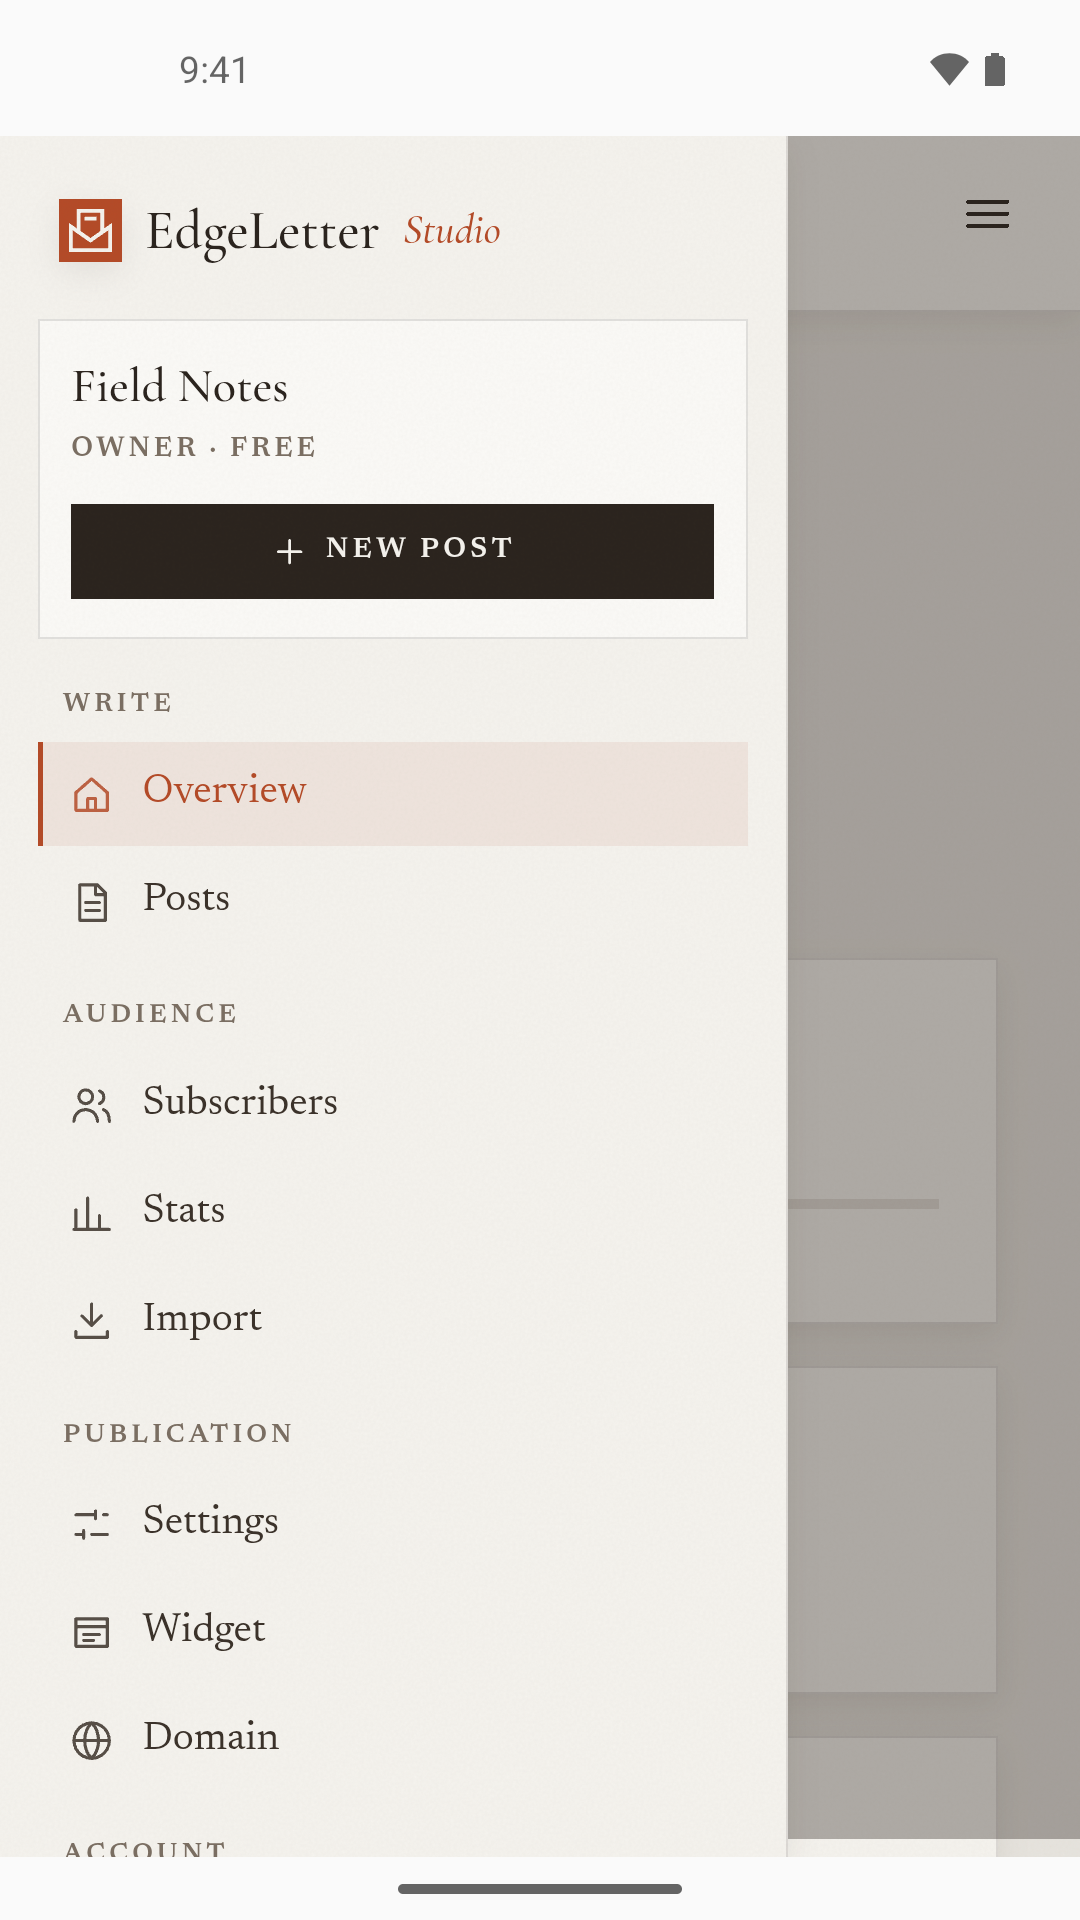 9:41
EdgeLetter Studio
Field Notes
OWNER · FREE
NEW POST
WRITE
Overview
Posts
AUDIENCE
Subscribers
Stats
Import
PUBLICATION
Settings
Widget
Domain
ACCOUNT